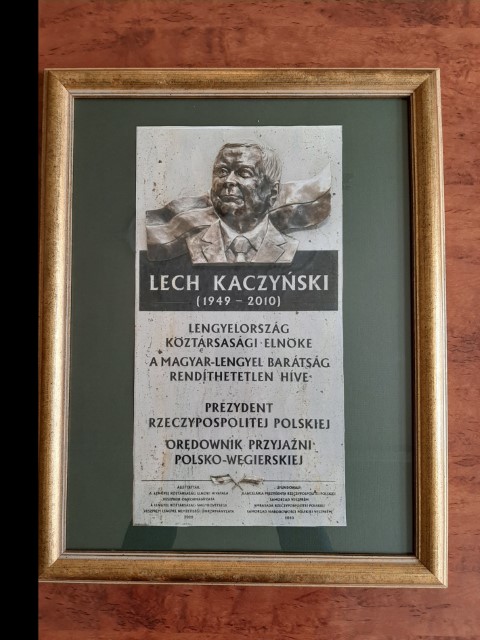 LECH KACZYŃSKI
(1949 – 2010)
LENGYELORSZÁG
KÖZTÁRSASÁGI ELNÖKE
A MAGYAR-LENGYEL BARÁTSÁG
RENDÍTHETETLEN HÍVE
PREZYDENT
RZECZYPOSPOLITEJ POLSKIEJ
ORĘDOWNIK PRZYJAŹNI
POLSKO-WĘGIERSKIEJ